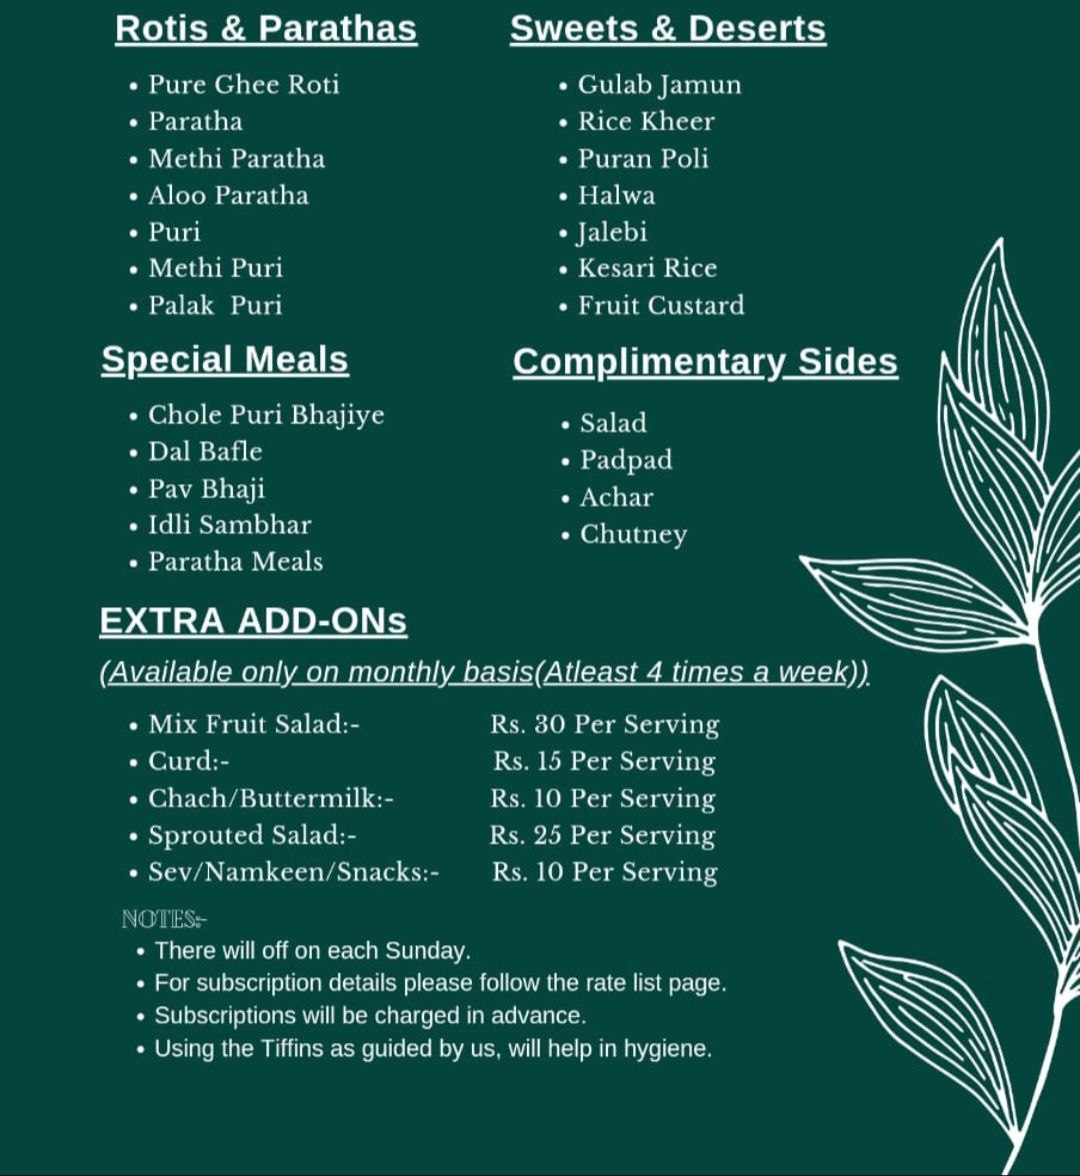 Rotis & Parathas
• Pure Ghee Roti
• Paratha
• Methi Paratha
• Aloo Paratha
• Puri
• Methi Puri
• Palak  Puri
Sweets & Deserts
• Gulab Jamun
• Rice Kheer
• Puran Poli
• Halwa
• Jalebi
• Kesari Rice
• Fruit Custard
Special Meals
• Chole Puri Bhajiye
• Dal Bafle
• Pav Bhaji
• Idli Sambhar
• Paratha Meals
Complimentary Sides
• Salad
• Padpad
• Achar
• Chutney
EXTRA ADD-ONs
(Available only on monthly basis(Atleast 4 times a week)).
• Mix Fruit Salad:- Rs. 30 Per Serving
• Curd:- Rs. 15 Per Serving
• Chach/Buttermilk:- Rs. 10 Per Serving
• Sprouted Salad:- Rs. 25 Per Serving
• Sev/Namkeen/Snacks:- Rs. 10 Per Serving
NOTES:-
• There will off on each Sunday.
• For subscription details please follow the rate list page.
• Subscriptions will be charged in advance.
• Using the Tiffins as guided by us, will help in hygiene.